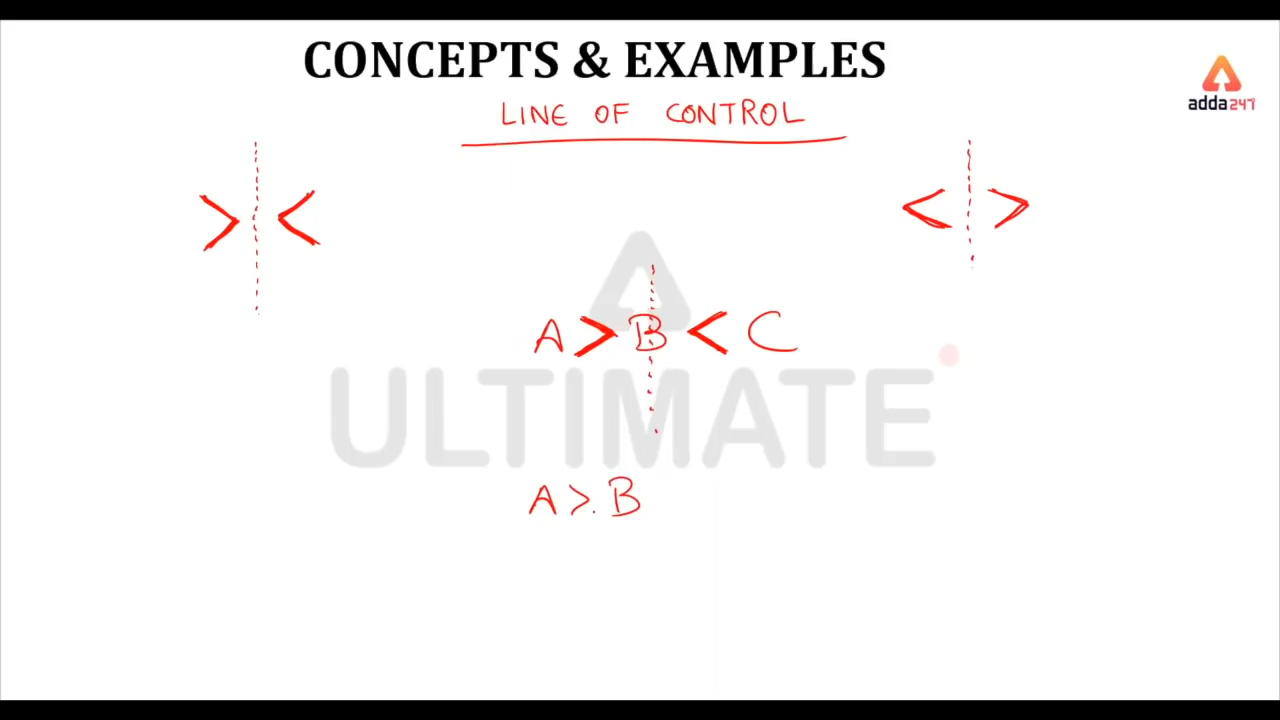 CONCEPTS & EXAMPLES
adda247
LINE OF CONTROL
> <
< >
A > B < C
ULTIMATE
A > B